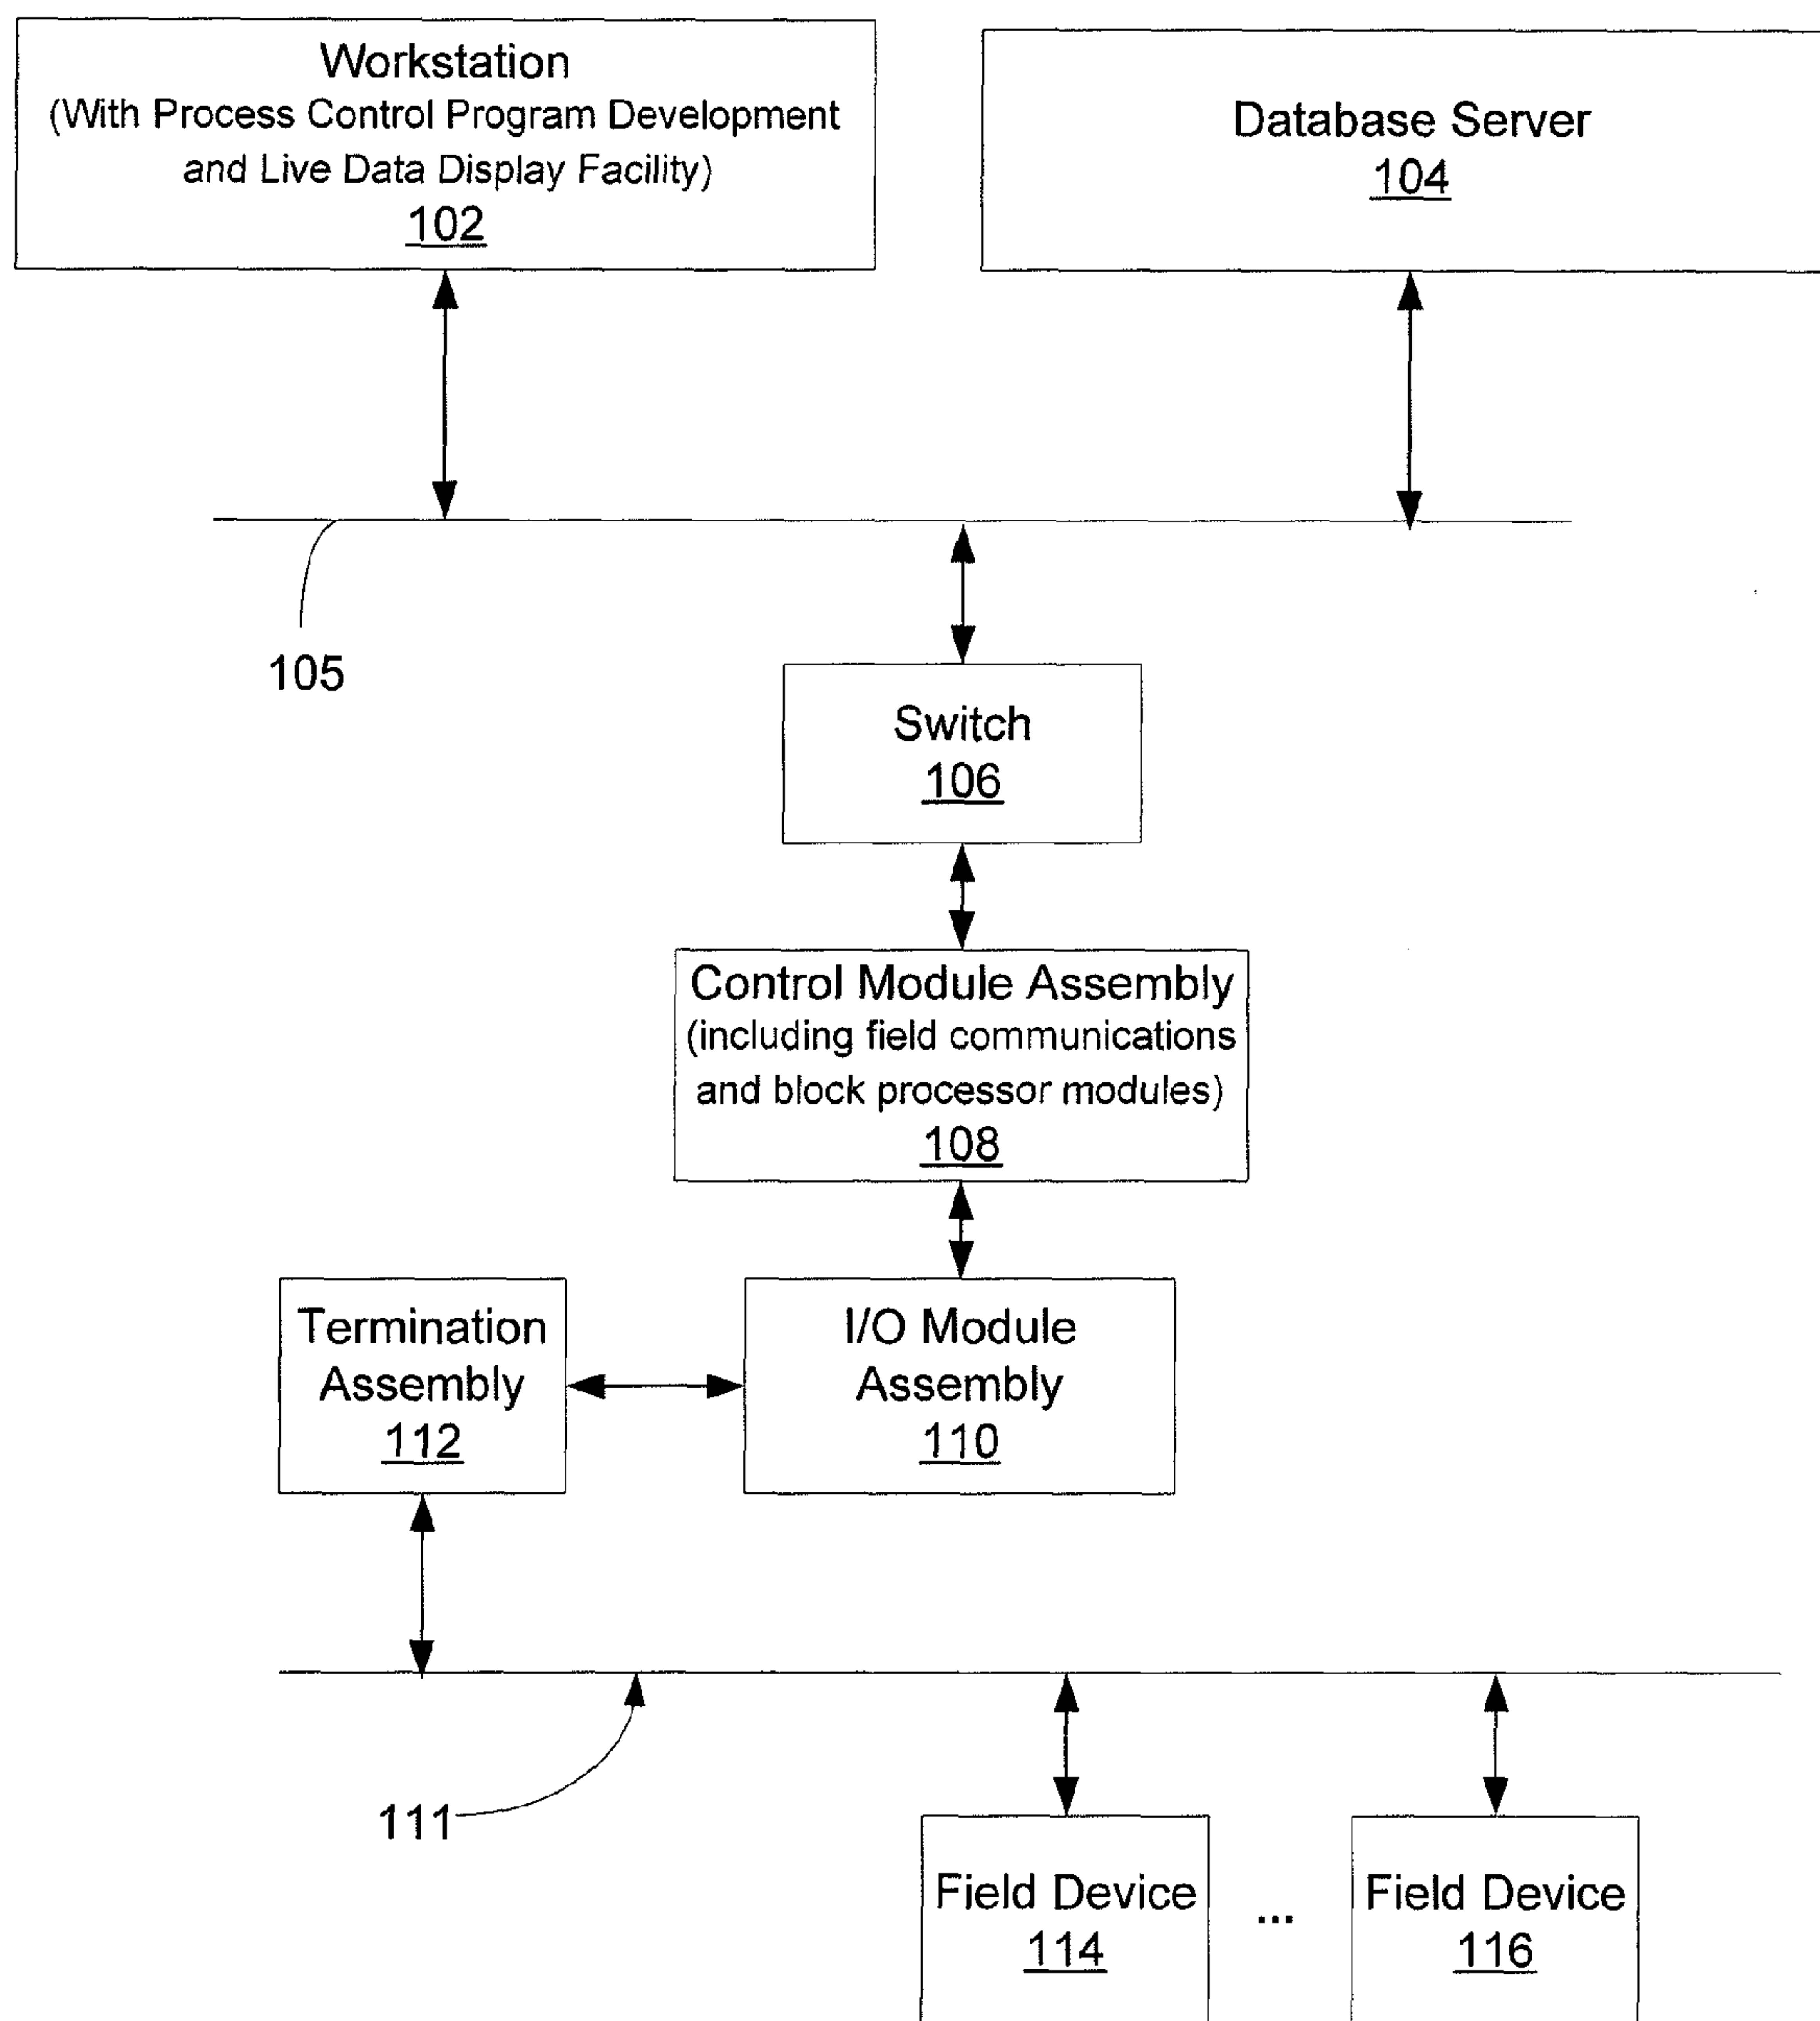 Workstation
(With Process Control Program Development
and Live Data Display Facility)
102
Database Server
104
105
Switch
106
Control Module Assembly
(including field communications
and block processor modules)
108
Termination
Assembly
112
I/O Module
Assembly
110
111
Field Device
114
...
Field Device
116